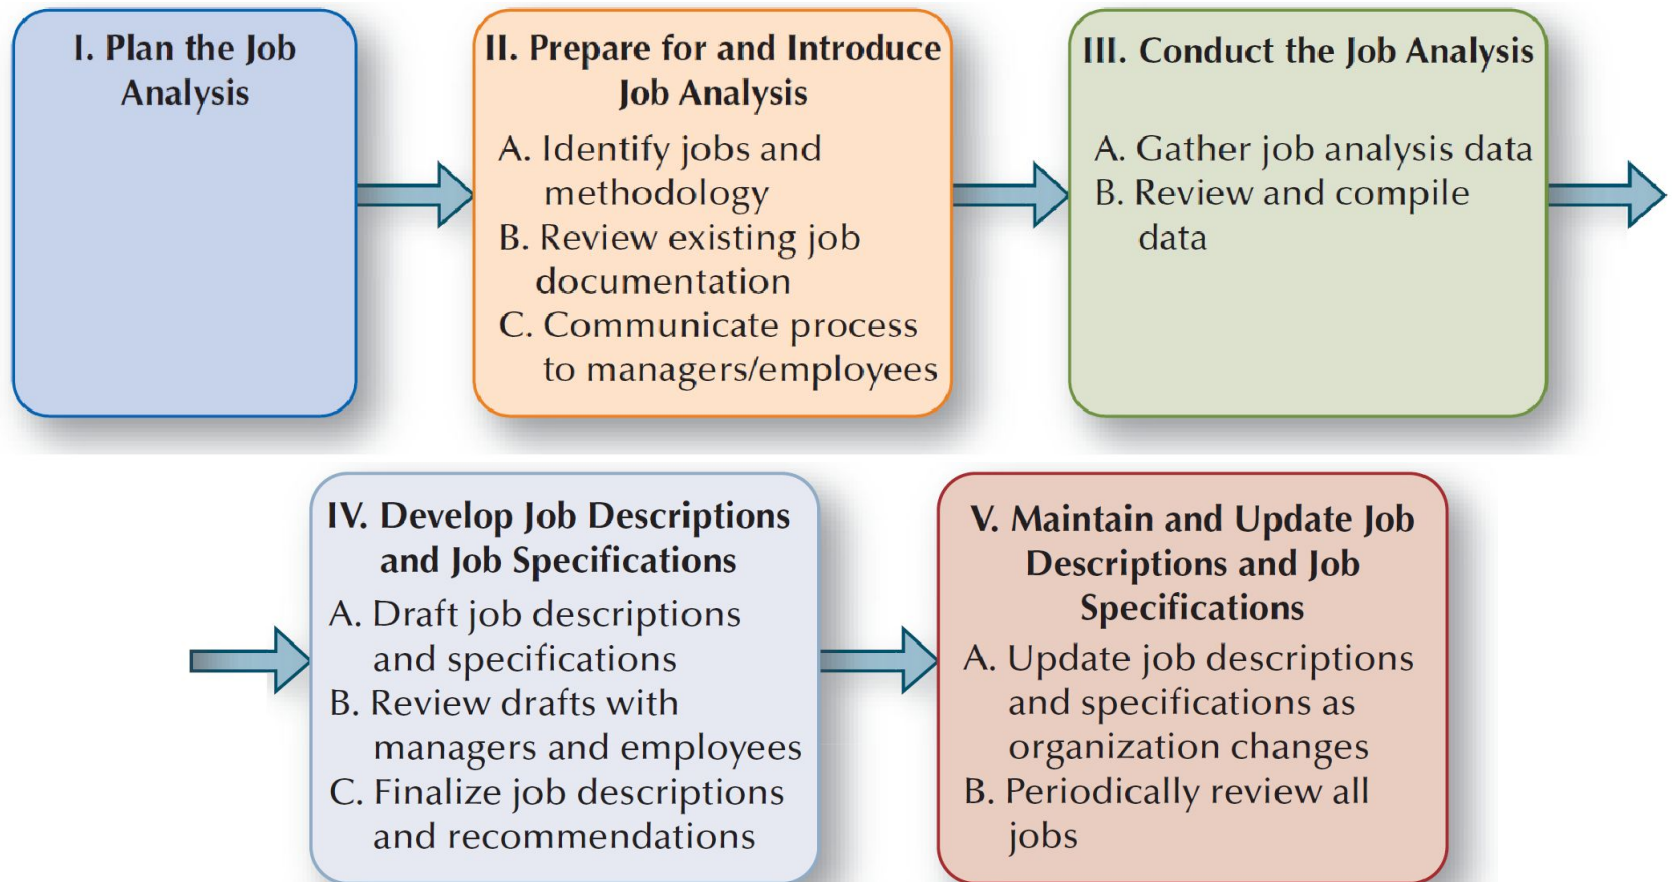 I. Plan the Job
Analysis
II. Prepare for and Introduce
Job Analysis
A. Identify jobs and
methodology
B. Review existing job
documentation
C. Communicate process
to managers/employees
III. Conduct the Job Analysis
A. Gather job analysis data
B. Review and compile
data
IV. Develop Job Descriptions
and Job Specifications
A. Draft job descriptions
and specifications
B. Review drafts with
managers and employees
C. Finalize job descriptions
and recommendations
V. Maintain and Update Job
Descriptions and Job
Specifications
A. Update job descriptions
and specifications as
organization changes
B. Periodically review all
jobs